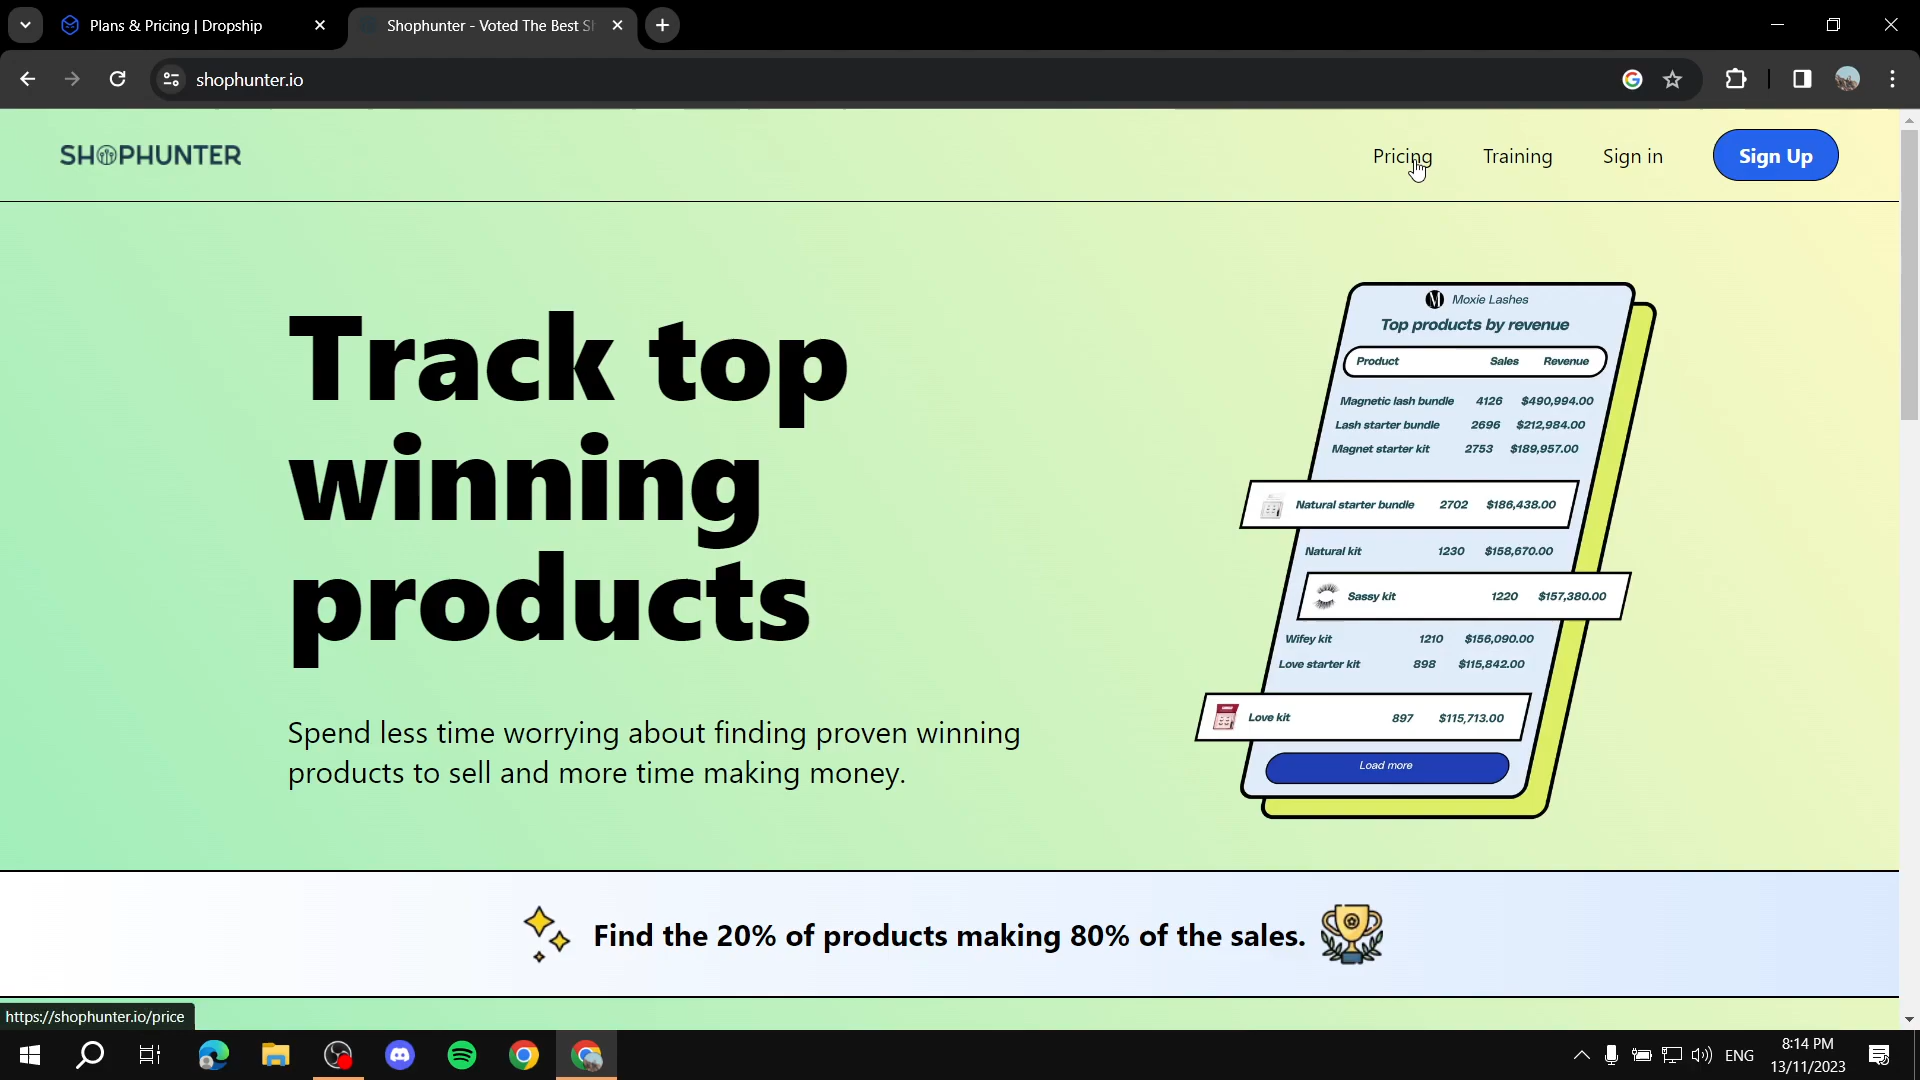 Plans & Pricing | Dropship
Shophunter - Voted The Best Sh
shophunter.io
SHOPHUNTER
Pricing
Training
Sign in
Sign Up
Track top
winning
products
Spend less time worrying about finding proven winning
products to sell and more time making money.
M Moxie Lashes
Top products by revenue
Product Sales Revenue
Magnetic lash bundle 4126 $490,994.00
Lash starter bundle 2696 $212,984.00
Magnet starter kit 2753 $189,957.00
Natural starter bundle 2702 $186,438.00
Natural kit 1230 $158,670.00
Sassy kit 1220 $157,380.00
Wifey kit 1210 $156,090.00
Love starter kit 898 $115,842.00
Love kit 897 $115,713.00
Load more
Find the 20% of products making 80% of the sales.
https://shophunter.io/price
ENG
8:14 PM
13/11/2023